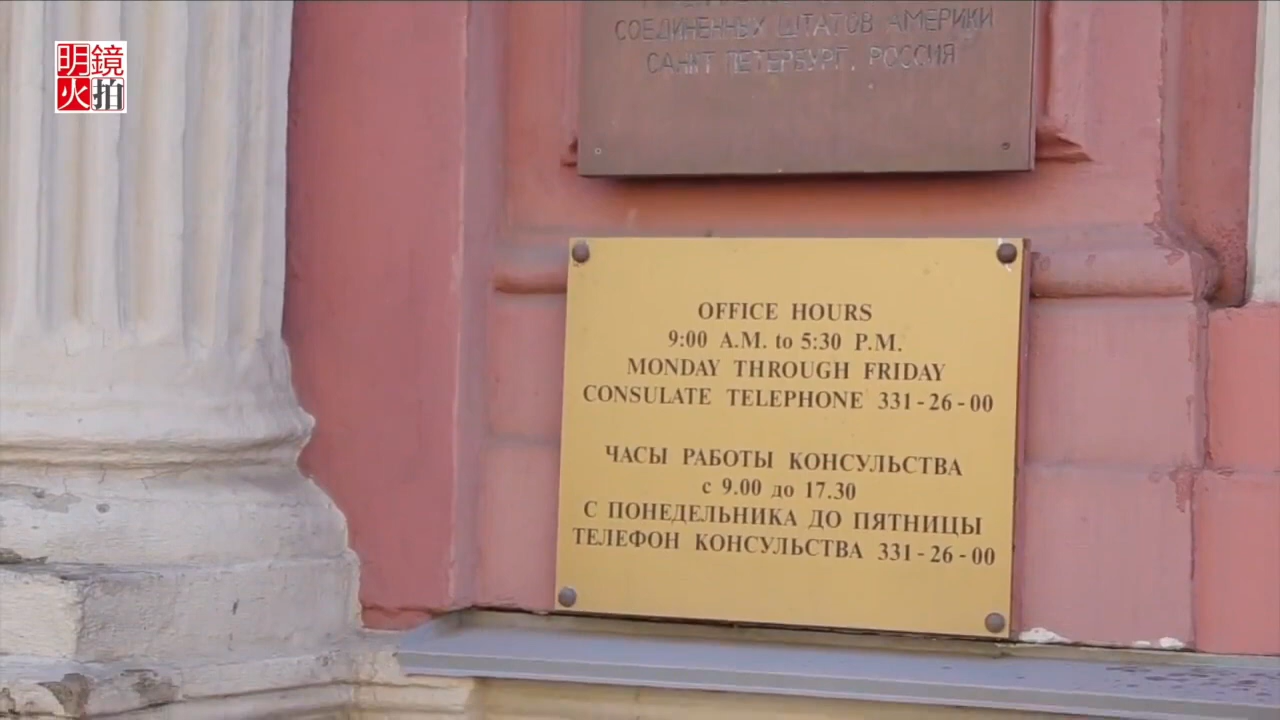 明鏡
火拍
СОЕДИНЕННЫХ ШТАТОВ АМЕРИКИ
САНКТ ПЕТЕРБУРГ, РОССИЯ
OFFICE HOURS
9:00 A.M. to 5:30 P.M.
MONDAY THROUGH FRIDAY
CONSULATE TELEPHONE 331-26-00
ЧАСЫ РАБОТЫ КОНСУЛЬСТВА
с 9.00 до 17.30
С ПОНЕДЕЛЬНИКА ДО ПЯТНИЦЫ
ТЕЛЕФОН КОНСУЛЬСТВА 331-26-00